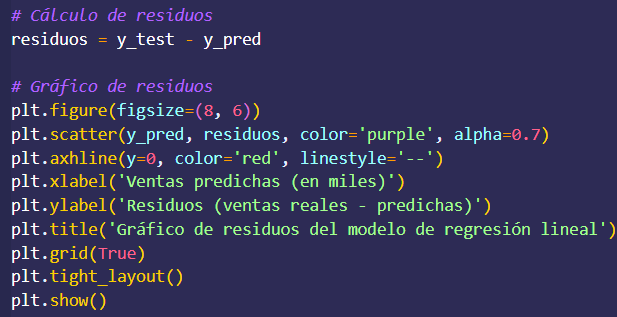 # Cálculo de residuos
residuos = y_test - y_pred
# Gráfico de residuos
plt.figure(figsize=(8, 6))
plt.scatter(y_pred, residuos, color='purple', alpha=0.7)
plt.axhline(y=0, color='red', linestyle='--')
plt.xlabel('Ventas predichas (en miles)')
plt.ylabel('Residuos (ventas reales - predichas)')
plt.title('Gráfico de residuos del modelo de regresión lineal')
plt.grid(True)
plt.tight_layout()
plt.show()